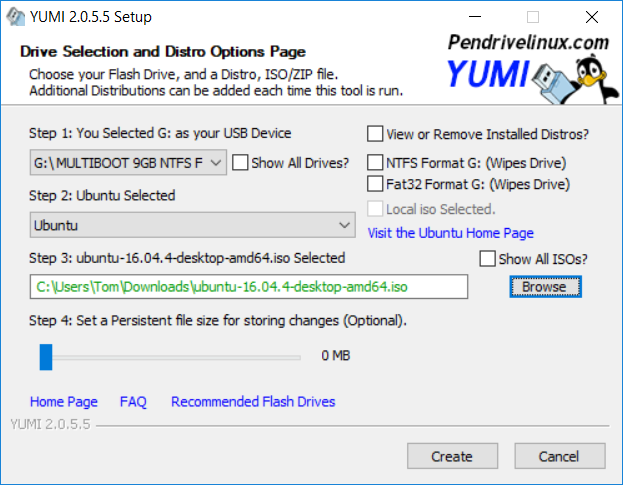 YUMI 2.0.5.5 Setup
Drive Selection and Distro Options Page
Choose your Flash Drive, and a Distro, ISO/ZIP file.
Additional Distributions can be added each time this tool is run.
Pendrivelinux.com
YUMI
Step 1: You Selected G: as your USB Device
View or Remove Installed Distros?
G:\ MULTIBOOT 9GB NTFS F
Show All Drives?
NTFS Format G: (Wipes Drive)
Fat32 Format G: (Wipes Drive)
Step 2: Ubuntu Selected
Local iso Selected.
Ubuntu
Visit the Ubuntu Home Page
Step 3: ubuntu-16.04.4-desktop-amd64.iso Selected
Show All ISOs?
C:\Users\Tom\Downloads\ubuntu-16.04.4-desktop-amd64.iso
Browse
Step 4: Set a Persistent file size for storing changes (Optional).
0 MB
Home Page
FAQ
Recommended Flash Drives
YUMI 2.0.5.5
Create
Cancel